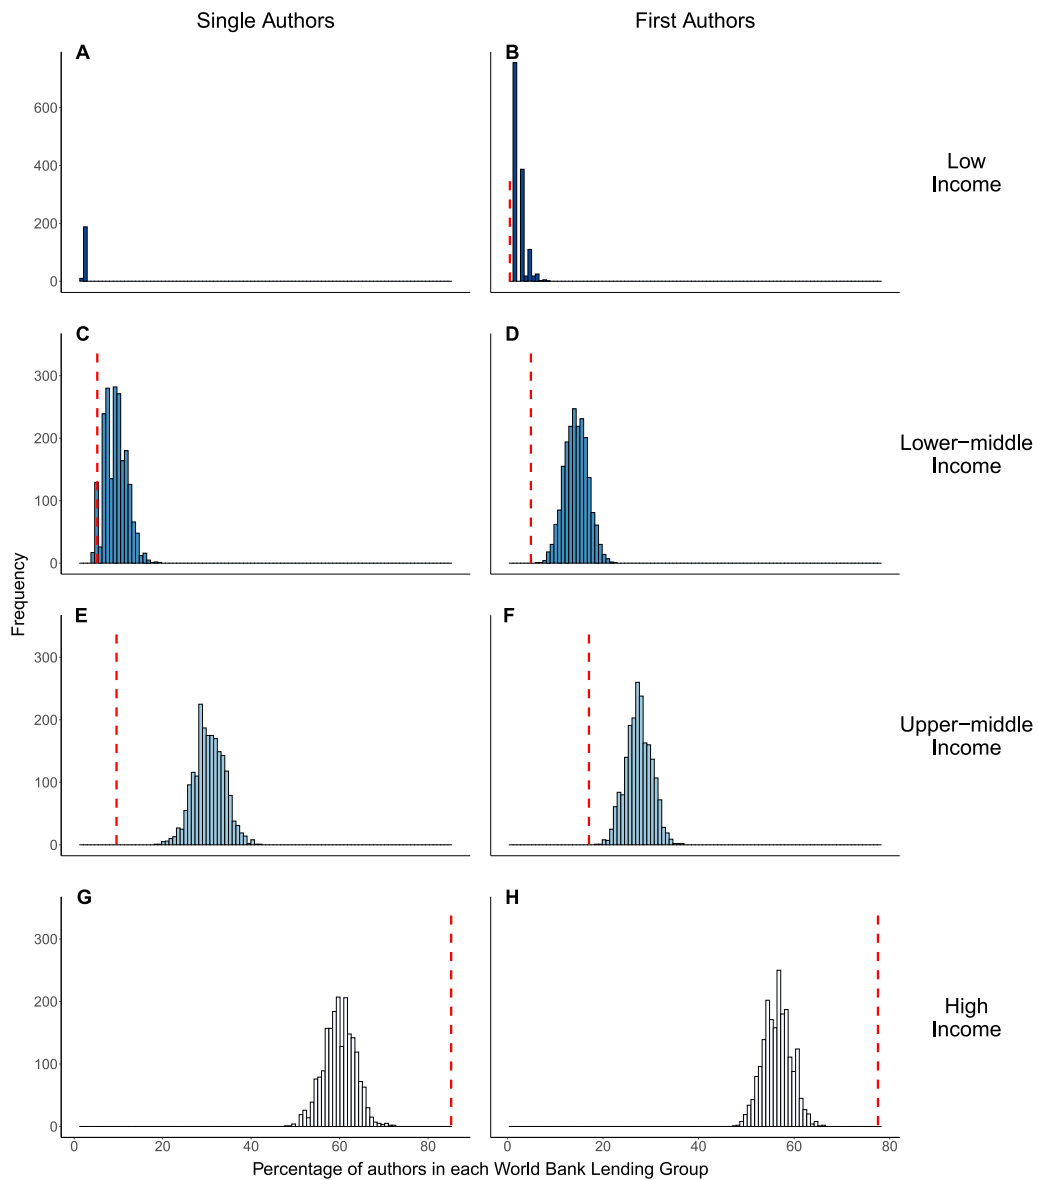 Single Authors
First Authors
A
B
600
400
200
0
Low
Income
C
D
300
200
100
0
Lower−middle
Income
Frequency
E
F
300
200
100
0
Upper−middle
Income
G
H
300
200
100
0
High
Income
0 20 40 60 80
0 20 40 60 80
Percentage of authors in each World Bank Lending Group